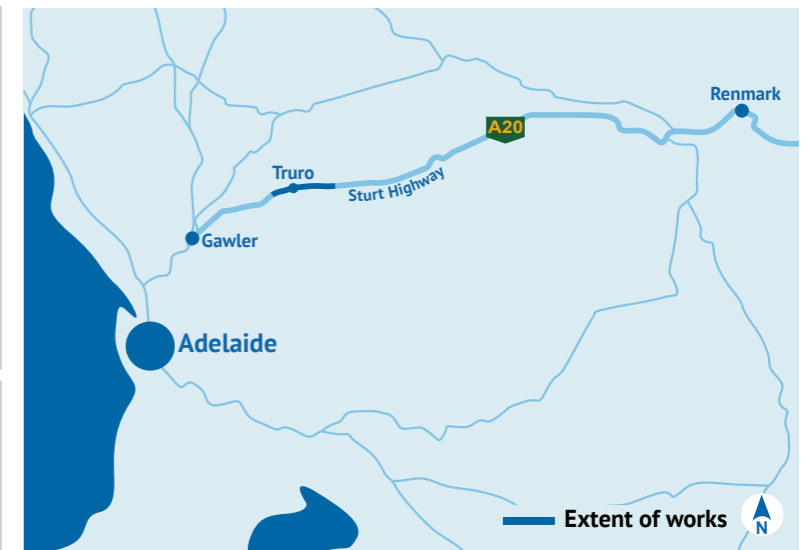 Renmark
A20
Truro
Sturt Highway
Gawler
Adelaide
Extent of works
N